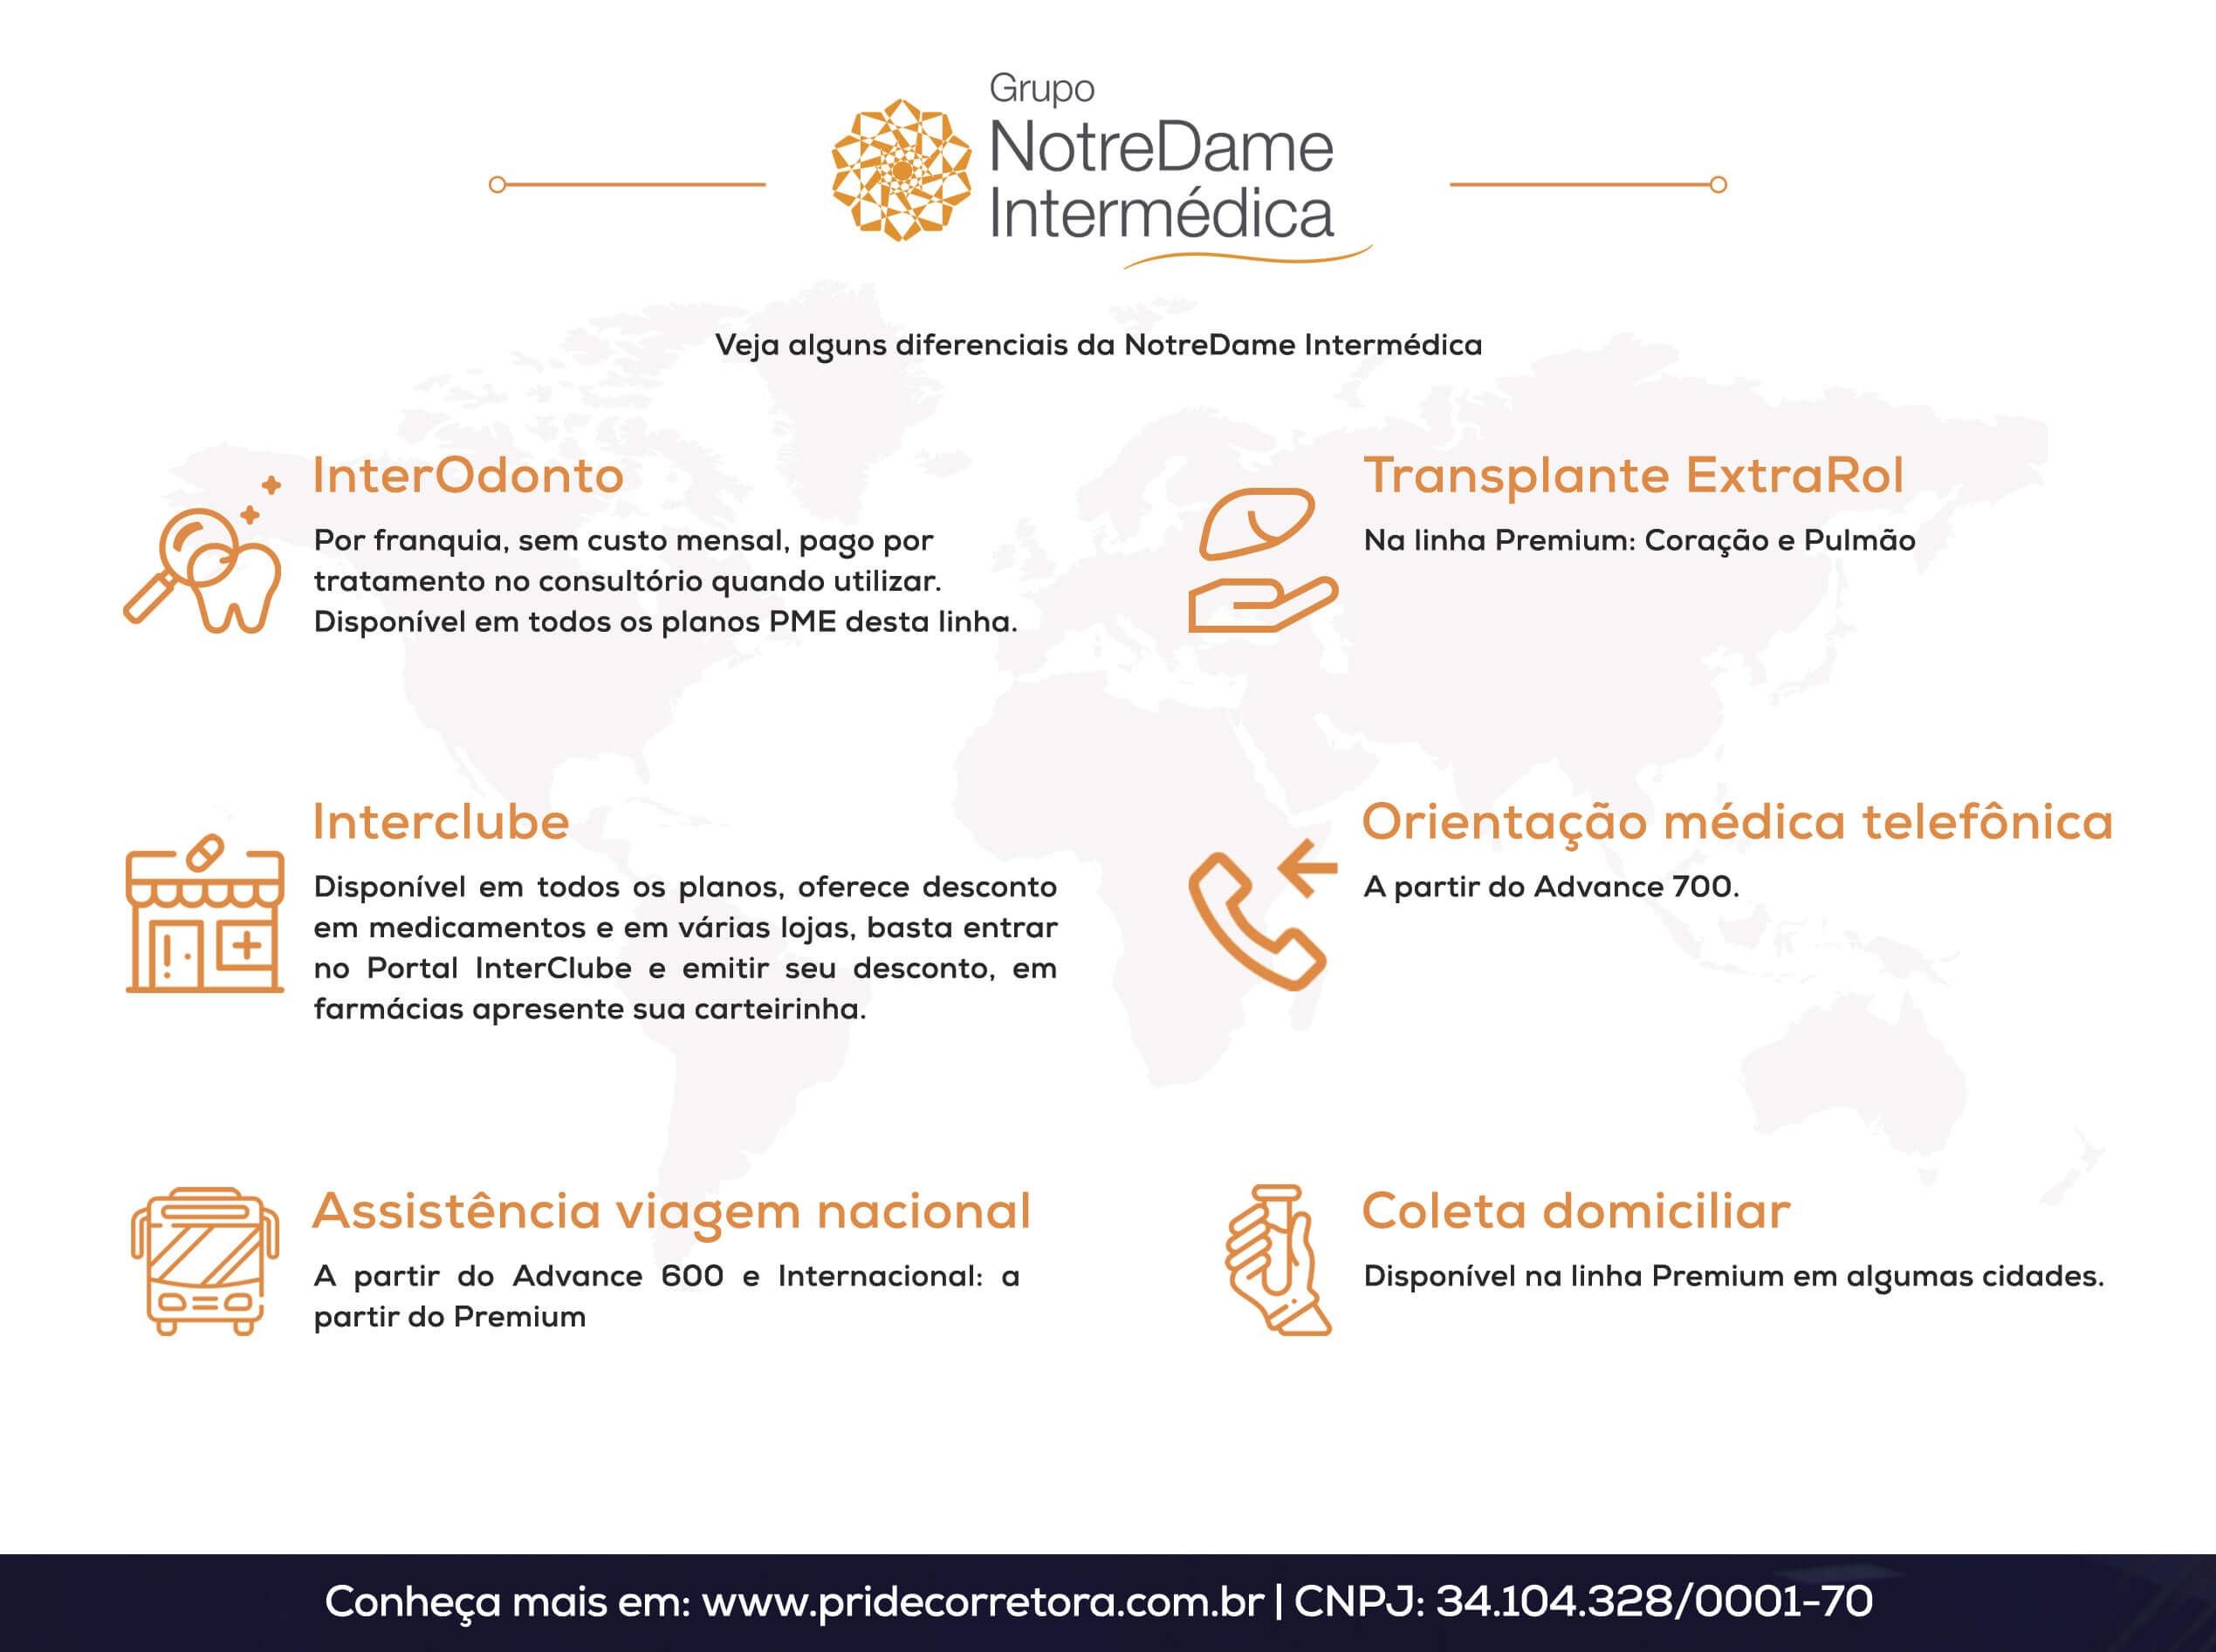 Grupo
NotreDame
Intermédica
Veja alguns diferenciais da NotreDame Intermédica
InterOdonto
Por franquia, sem custo mensal, pago por
tratamento no consultório quando utilizar.
Disponível em todos os planos PME desta linha.
Transplante ExtraRol
Na linha Premium: Coração e Pulmão
Interclube
Disponível em todos os planos, oferece desconto
em medicamentos e em várias lojas, basta entrar
no Portal InterClube e emitir seu desconto, em
farmácias apresente sua carteirinha.
Orientação médica telefônica
A partir do Advance 700.
Assistência viagem nacional
A partir do Advance 600 e Internacional: a
partir do Premium
Coleta domiciliar
Disponível na linha Premium em algumas cidades.
Conheça mais em: www.pridecorretora.com.br | CNPJ: 34.104.328/0001-70